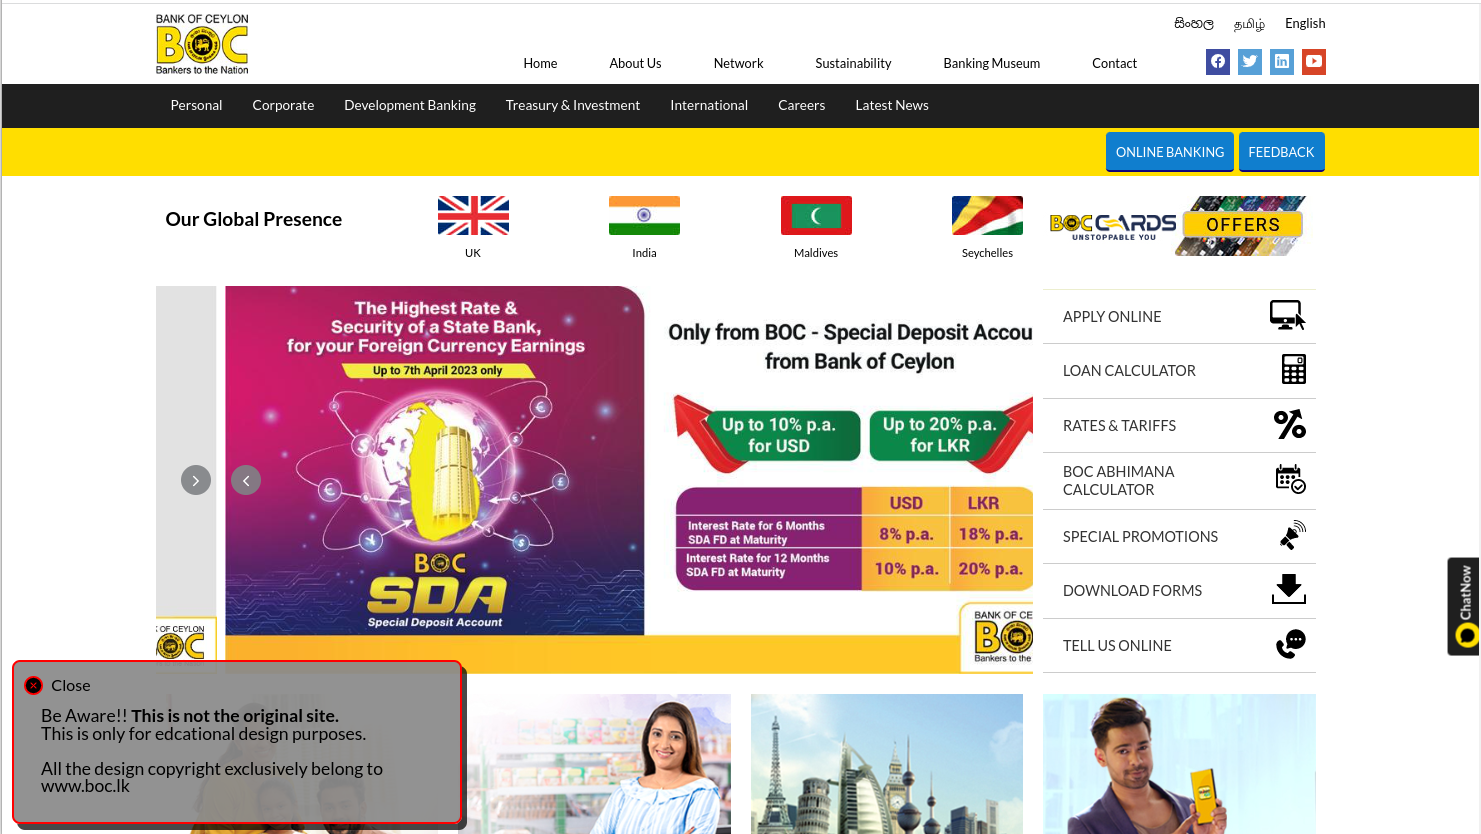 BANK OF CEYLON
BOC
Bankers to the Nation
සිංහල
தமிழ்
English
Home
About Us
Network
Sustainability
Banking Museum
Contact
Personal
Corporate
Development Banking
Treasury & Investment
International
Careers
Latest News
ONLINE BANKING
FEEDBACK
Our Global Presence
UK
India
Maldives
Seychelles
BOC CARDS
UNSTOPPABLE YOU
OFFERS
The Highest Rate &
Security of a State Bank,
for your Foreign Currency Earnings
Up to 7th April 2023 only
BOC
SDA
Special Deposit Account
Only from BOC - Special Deposit Accou
from Bank of Ceylon
Up to 10% p.a.
for USD
Up to 20% p.a.
for LKR
USD LKR
Interest Rate for 6 Months
SDA FD at Maturity
8% p.a. 18% p.a.
Interest Rate for 12 Months
SDA FD at Maturity
10% p.a. 20% p.a.
BANK OF CE
BO
Bankers to the
OF CEYLON
OC
to the Nation
APPLY ONLINE
LOAN CALCULATOR
RATES & TARIFFS
BOC ABHIMANA
CALCULATOR
SPECIAL PROMOTIONS
DOWNLOAD FORMS
TELL US ONLINE
ChatNow
Close
Be Aware!! This is not the original site.
This is only for edcational design purposes.
All the design copyright exclusively belong to
www.boc.lk